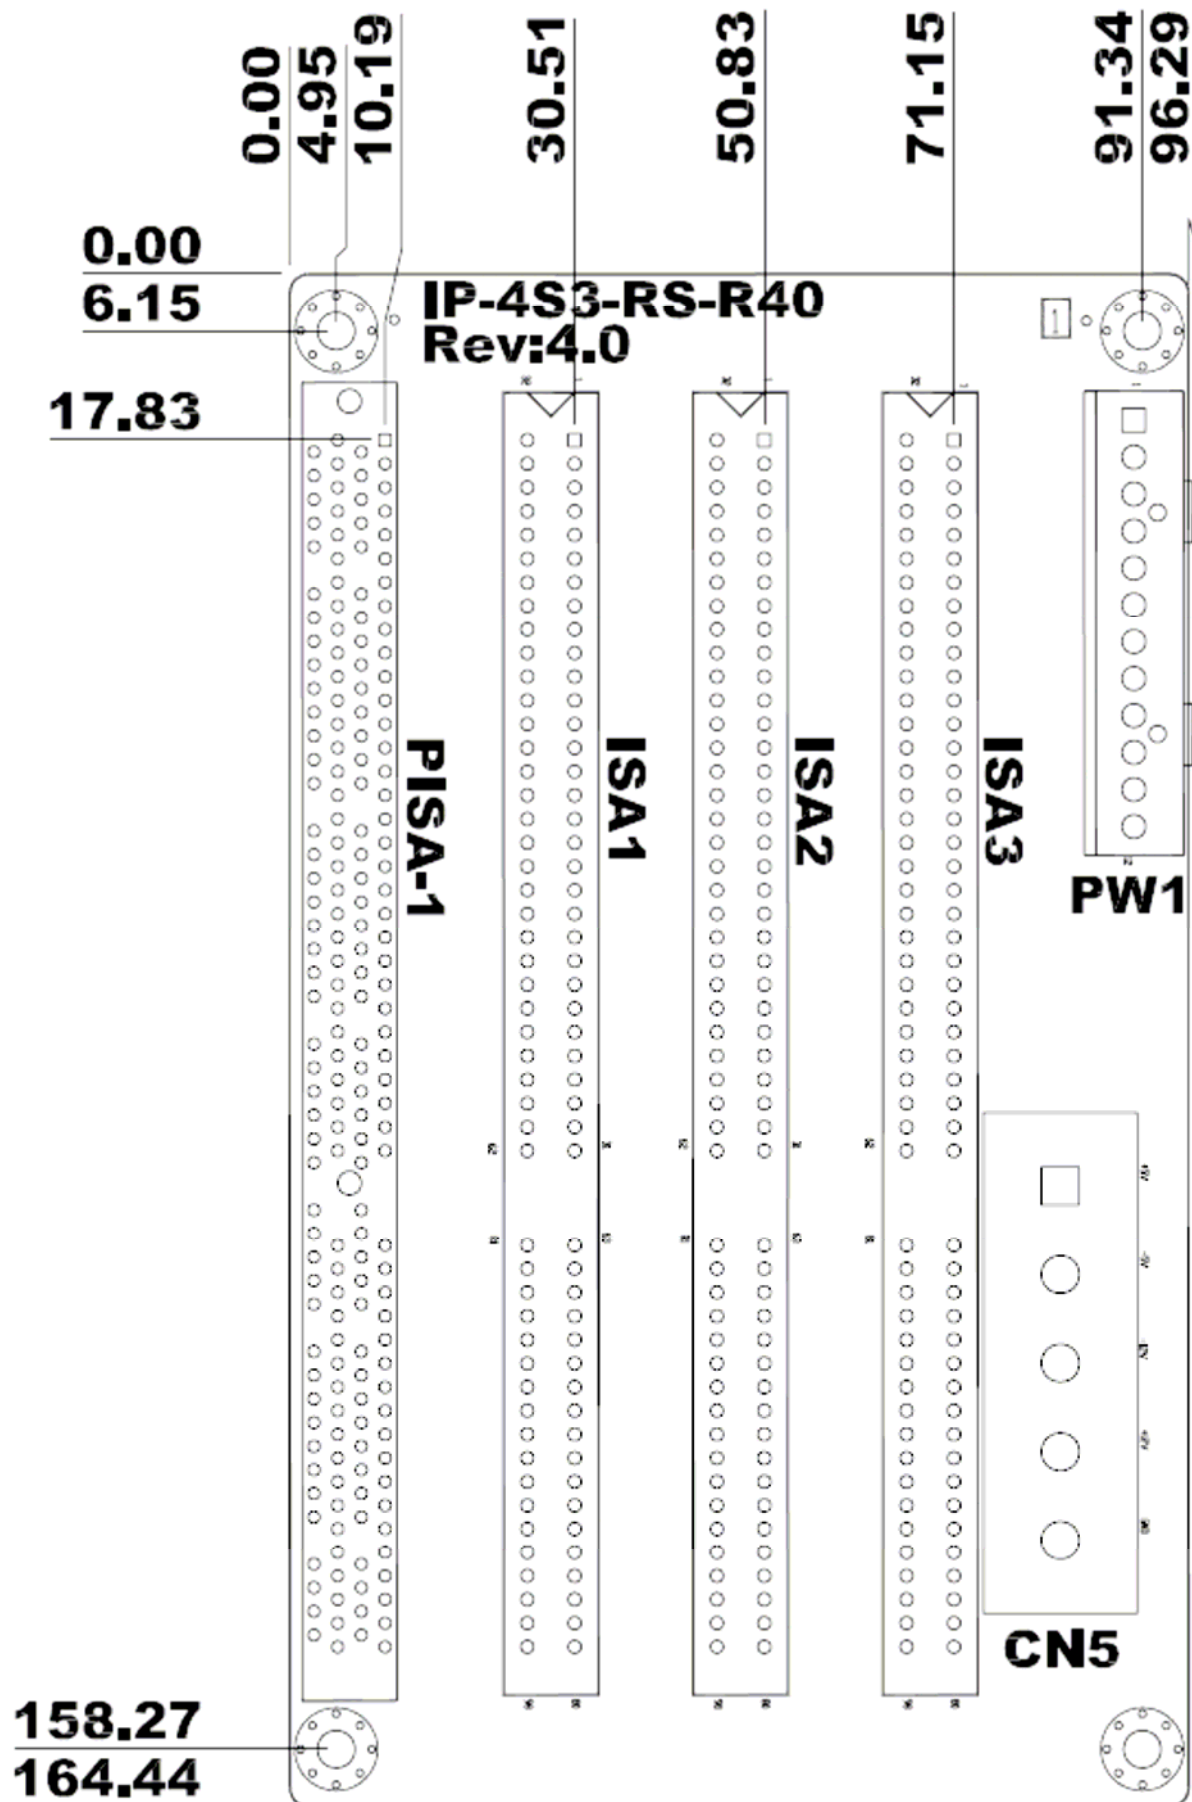 0.00
4.95
10.19
30.51
50.83
71.15
91.34
96.29
0.00
6.15
17.83
IP-4S3-RS-R40
Rev:4.0
PISA-1
ISA1
ISA2
ISA3
PW1
CN5
158.27
164.44